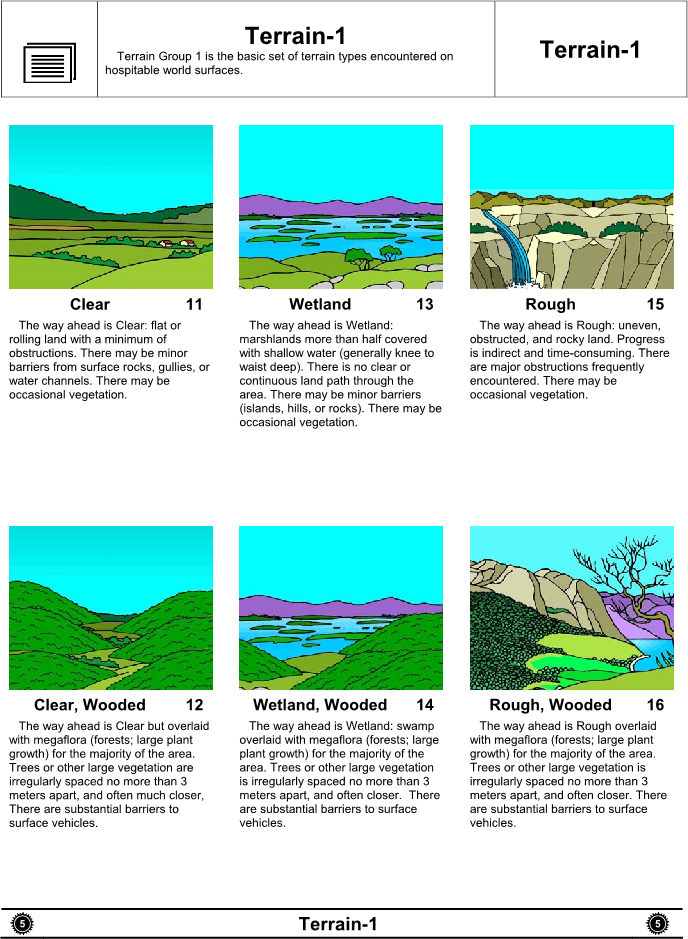 Terrain-1
Terrain Group 1 is the basic set of terrain types encountered on
hospitable world surfaces.
Terrain-1
Clear 11
The way ahead is Clear: flat or
rolling land with a minimum of
obstructions. There may be minor
barriers from surface rocks, gullies, or
water channels. There may be
occasional vegetation.
Wetland 13
The way ahead is Wetland:
marshlands more than half covered
with shallow water (generally knee to
waist deep). There is no clear or
continuous land path through the
area. There may be minor barriers
(islands, hills, or rocks). There may be
occasional vegetation.
Rough 15
The way ahead is Rough: uneven,
obstructed, and rocky land. Progress
is indirect and time-consuming. There
are major obstructions frequently
encountered. There may be
occasional vegetation.
Clear, Wooded 12
The way ahead is Clear but overlaid
with megaflora (forests; large plant
growth) for the majority of the area.
Trees or other large vegetation are
irregularly spaced no more than 3
meters apart, and often much closer,
There are substantial barriers to
surface vehicles.
Wetland, Wooded 14
The way ahead is Wetland: swamp
overlaid with megaflora (forests; large
plant growth) for the majority of the
area. Trees or other large vegetation
is irregularly spaced no more than 3
meters apart, and often closer. There
are substantial barriers to surface
vehicles.
Rough, Wooded 16
The way ahead is Rough overlaid
with megaflora (forests; large plant
growth) for the majority of the area.
Trees or other large vegetation is
irregularly spaced no more than 3
meters apart, and often closer. There
are substantial barriers to surface
vehicles.
5 Terrain-1 5